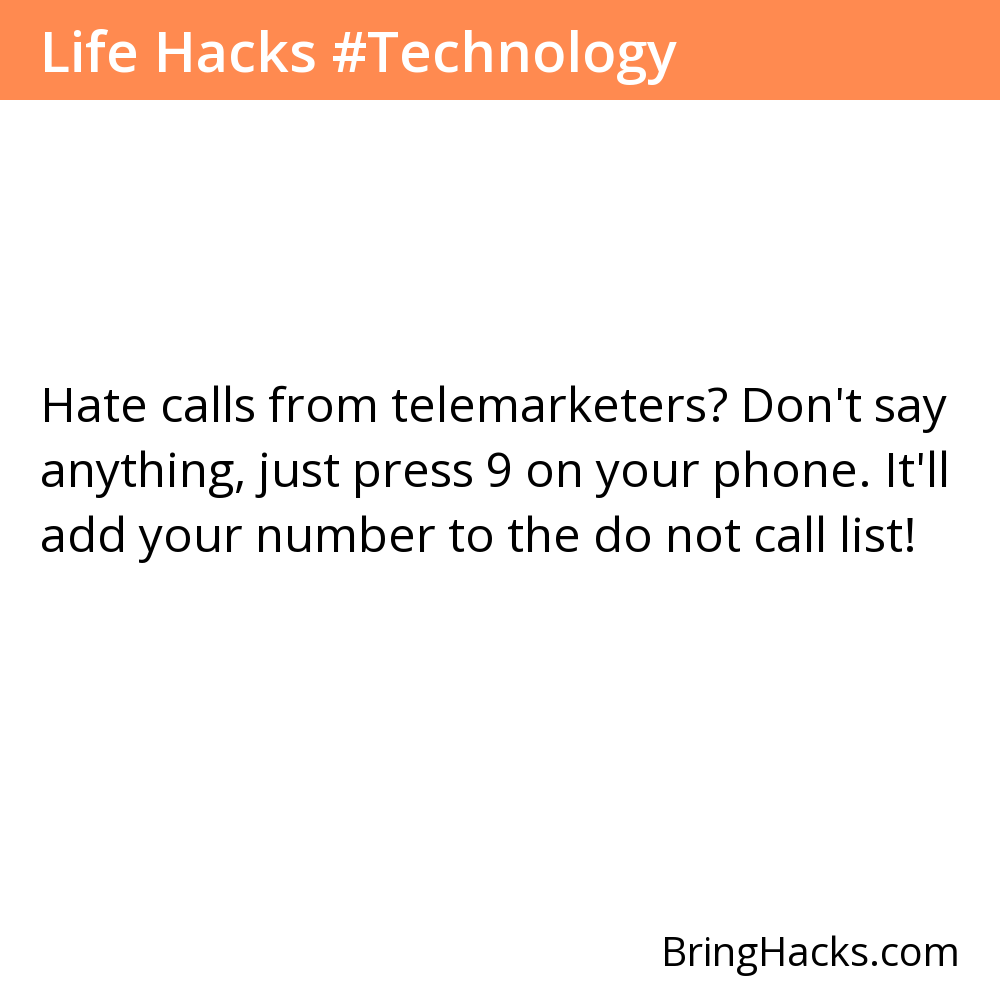 Life Hacks #Technology
Hate calls from telemarketers? Don't say
anything, just press 9 on your phone. It'll
add your number to the do not call list!
BringHacks.com